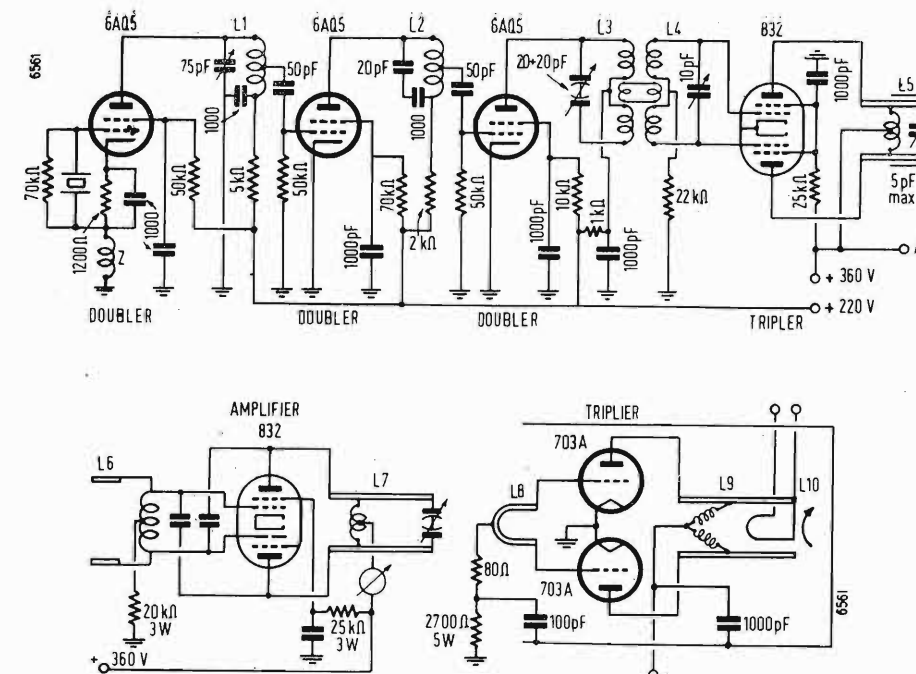 6AQ5
L1
6AQ5
L2
6AQ5
L3
L4
832
6561
75pF
50pF
20pF
50pF
20+20pF
10pF
1000pF
L5
1000
1000
70kΩ
50kΩ
5kΩ
50kΩ
70kΩ
50kΩ
10kΩ
1kΩ
22kΩ
25kΩ
5pF
max
1200Ω
1000
Z
1000pF
2kΩ
1000pF
1000pF
+ 360 V
+ 220 V
DOUBLER
DOUBLER
DOUBLER
TRIPLER
AMPLIFIER
832
L6
L7
20kΩ
3W
25kΩ
3W
+ 360 V
TRIPLIER
703A
L8
L9
L10
80Ω
703A
2700Ω
5W
100pF
1000pF
6561